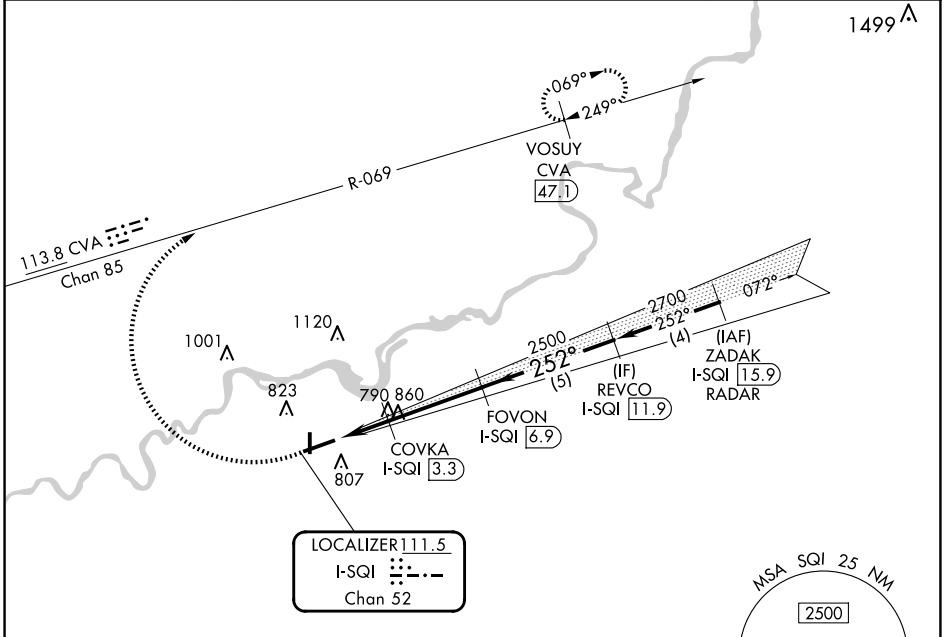 1499
069°
249°
VOSUY
CVA
47.1
R-069
113.8 CVA
Chan 85
1120
1001
823
790 860
807
2700
072°
252°
(4)
2500
252°
(5)
(IAF)
ZADAK
I-SQI 15.9
RADAR
(IF)
REVCO
I-SQI 11.9
FOVON
I-SQI 6.9
COVKA
I-SQI 3.3
LOCALIZER 111.5
I-SQI
Chan 52
MSA SQI 25 NM
2500